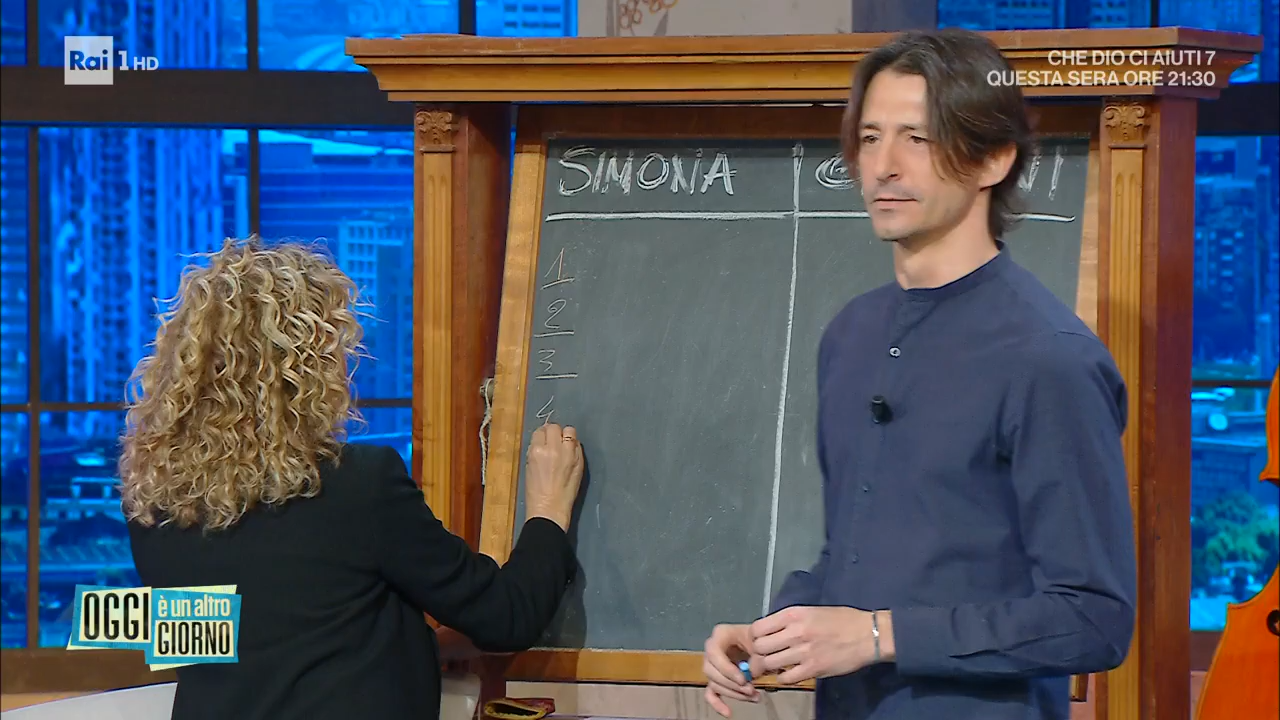 Rai 1 HD
CHE DIO CI AIUTI 7
QUESTA SERA ORE 21:30
SIMONA
1
2
3
4
OGGI
è un altro
GIORNO